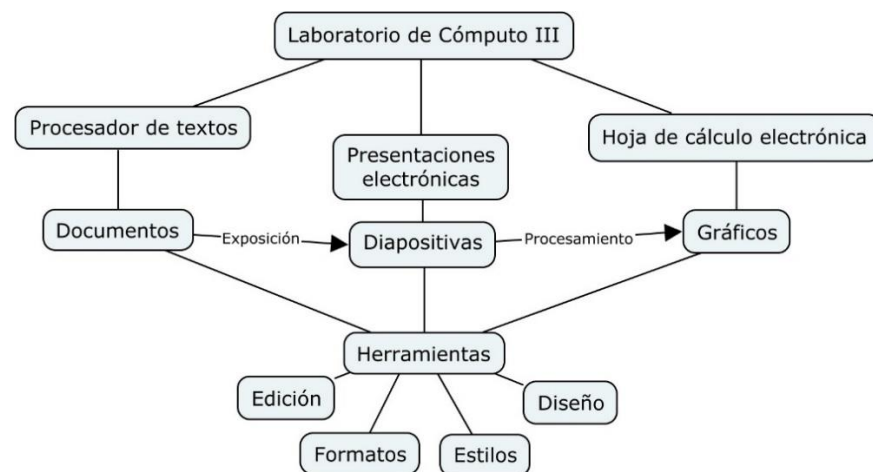 Laboratorio de Cómputo III
Procesador de textos
Presentaciones
electrónicas
Hoja de cálculo electrónica
Documentos
Exposición
Diapositivas
Procesamiento
Gráficos
Herramientas
Edición
Diseño
Formatos
Estilos